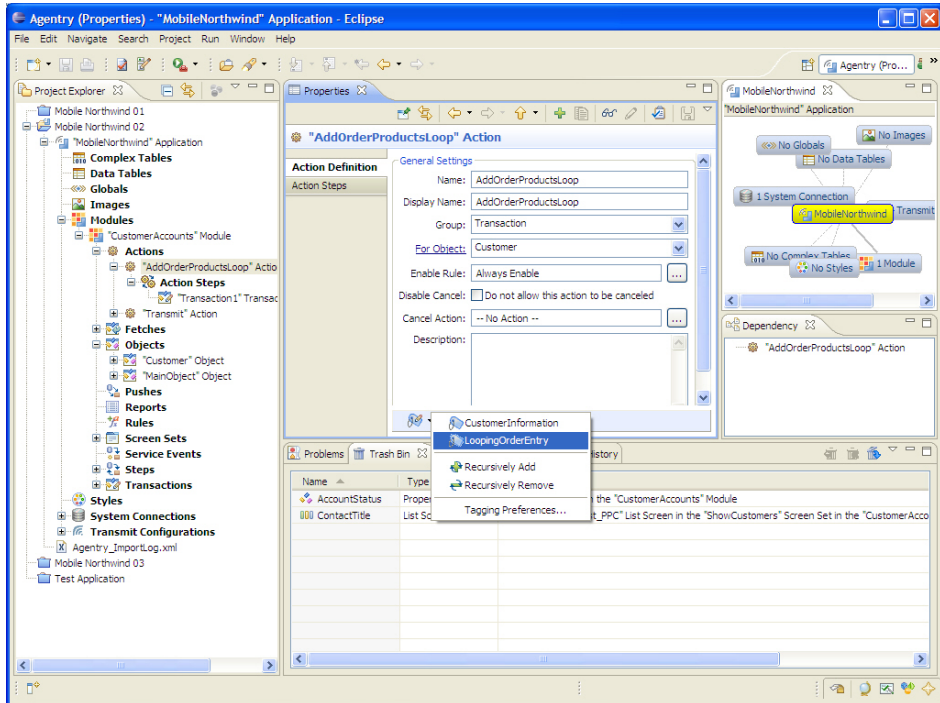 Agentry (Properties) - "MobileNorthwind" Application - Eclipse
File Edit Navigate Search Project Run Window Help
Agentry (Pro...
Project Explorer
Mobile Northwind 01
Mobile Northwind 02
"MobileNorthwind" Application
Complex Tables
Data Tables
Globals
Images
Modules
"CustomerAccounts" Module
Actions
"AddOrderProductsLoop" Actio
Action Steps
"Transaction1" Transac
"Transmit" Action
Fetches
Objects
"Customer" Object
"MainObject" Object
Pushes
Reports
Rules
Screen Sets
Service Events
Steps
Transactions
Styles
System Connections
Transmit Configurations
Agentry_ImportLog.xml
Mobile Northwind 03
Test Application
Properties
"AddOrderProductsLoop" Action
Action Definition
Action Steps
General Settings
Name: AddOrderProductsLoop
Display Name: AddOrderProductsLoop
Group: Transaction
For Object: Customer
Enable Rule: Always Enable ...
Disable Cancel: Do not allow this action to be canceled
Cancel Action: -- No Action -- ...
Description:
CustomerInformation
LoopingOrderEntry
Recursively Add
Recursively Remove
Tagging Preferences...
MobileNorthwind
"MobileNorthwind" Application
No Images
No Globals
No Data Tables
1 System Connection
MobileNorthwind
Transmit
No Complex Tables
No Styles
1 Module
Dependency
"AddOrderProductsLoop" Action
Problems Trash Bin History
Name Type
AccountStatus Proper the "CustomerAccounts" Module
ContactTitle List Sc t_PPC" List Screen in the "ShowCustomers" Screen Set in the "CustomerAcco